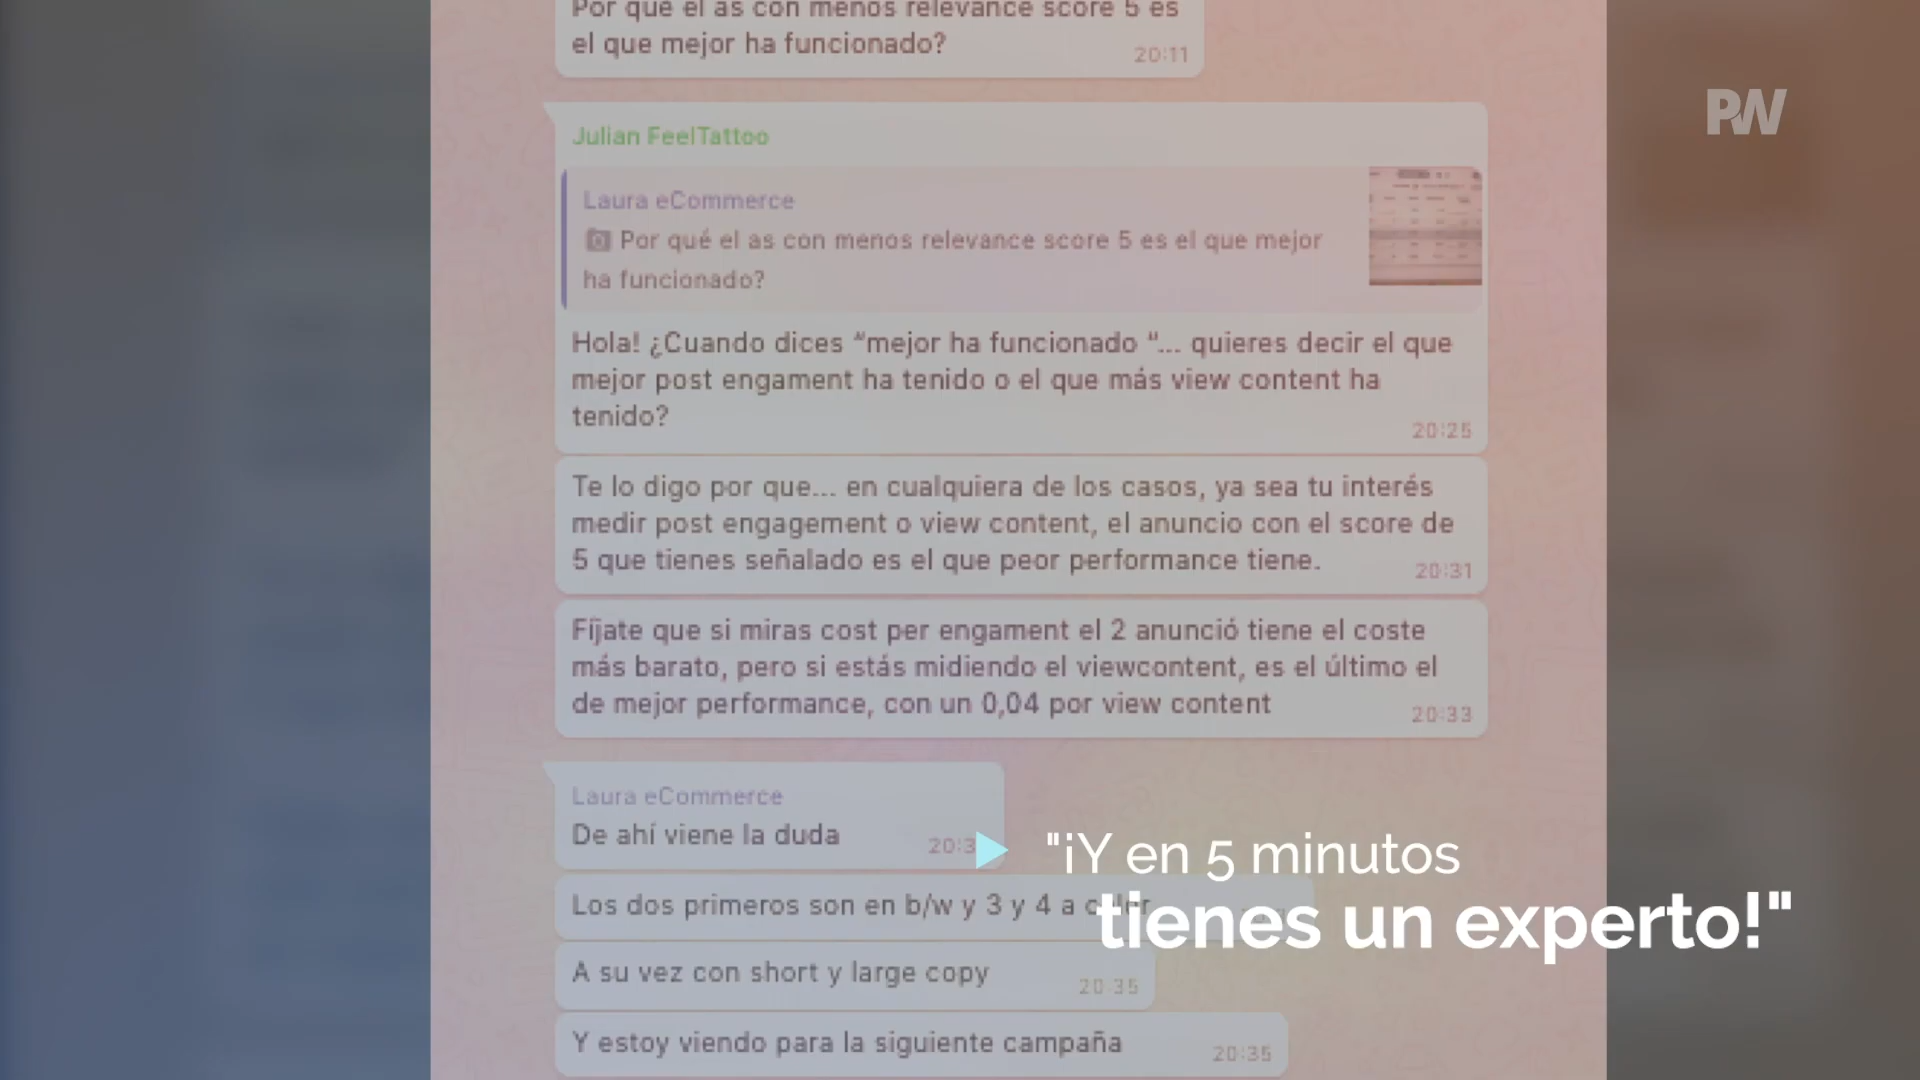 Por qué el as con menos relevance score 5 es
el que mejor ha funcionado?
20:11
PW
Julian FeelTattoo
Laura eCommerce
Por qué el as con menos relevance score 5 es el que mejor
ha funcionado?
Hola! ¿Cuando dices “mejor ha funcionado “... quieres decir el que
mejor post engament ha tenido o el que más view content ha
tenido?
20:25
Te lo digo por que... en cualquiera de los casos, ya sea tu interés
medir post engagement o view content, el anuncio con el score de
5 que tienes señalado es el que peor performance tiene.
20:31
Fíjate que si miras cost per engament el 2 anunció tiene el coste
más barato, pero si estás midiendo el viewcontent, es el último el
de mejor performance, con un 0,04 por view content
20:33
Laura eCommerce
De ahí viene la duda
"¡Y en 5 minutos
tienes un experto!"
Los dos primeros son en b/w y 3 y 4 a color
A su vez con short y large copy
20:35
Y estoy viendo para la siguiente campaña
20:35